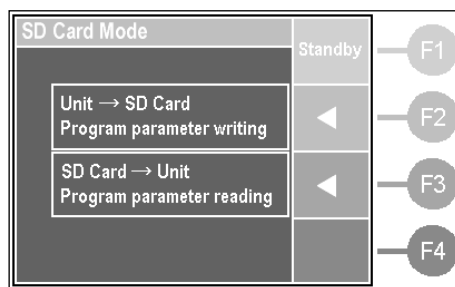 SD Card Mode
Standby
F1
Unit → SD Card
Program parameter writing
F2
SD Card → Unit
Program parameter reading
F3
F4